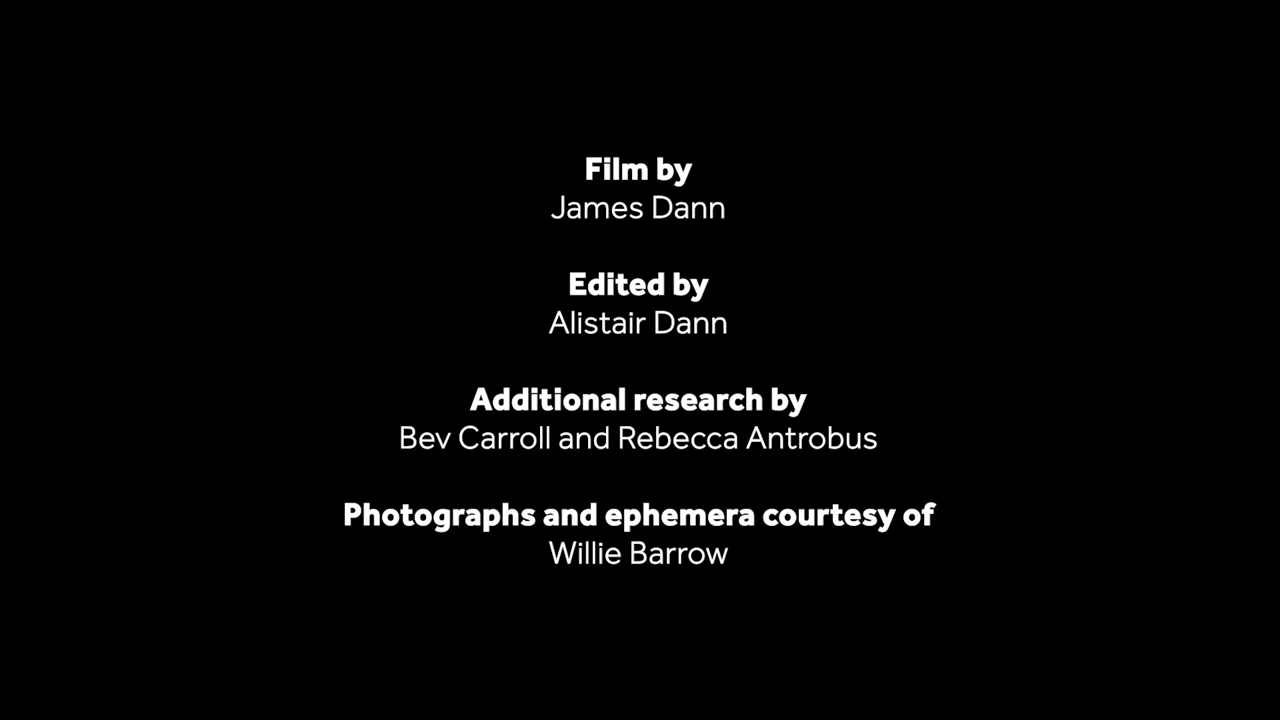 Film by
James Dann
Edited by
Alistair Dann
Additional research by
Bev Carroll and Rebecca Antrobus
Photographs and ephemera courtesy of
Willie Barrow